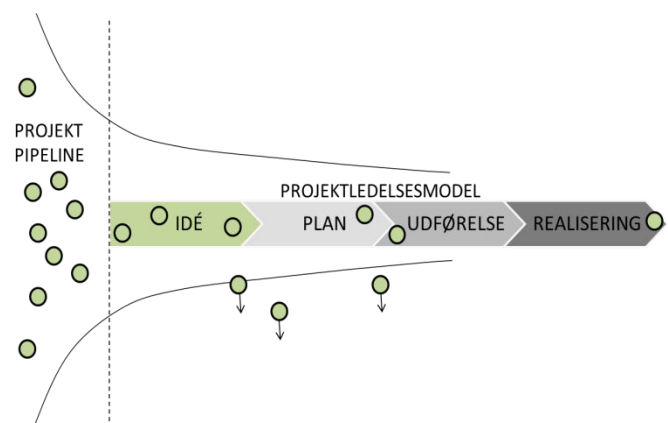 PROJEKT
PIPELINE
PROJEKTLEDELSESMODEL
IDÉ
PLAN
UDFØRELSE
REALISERING